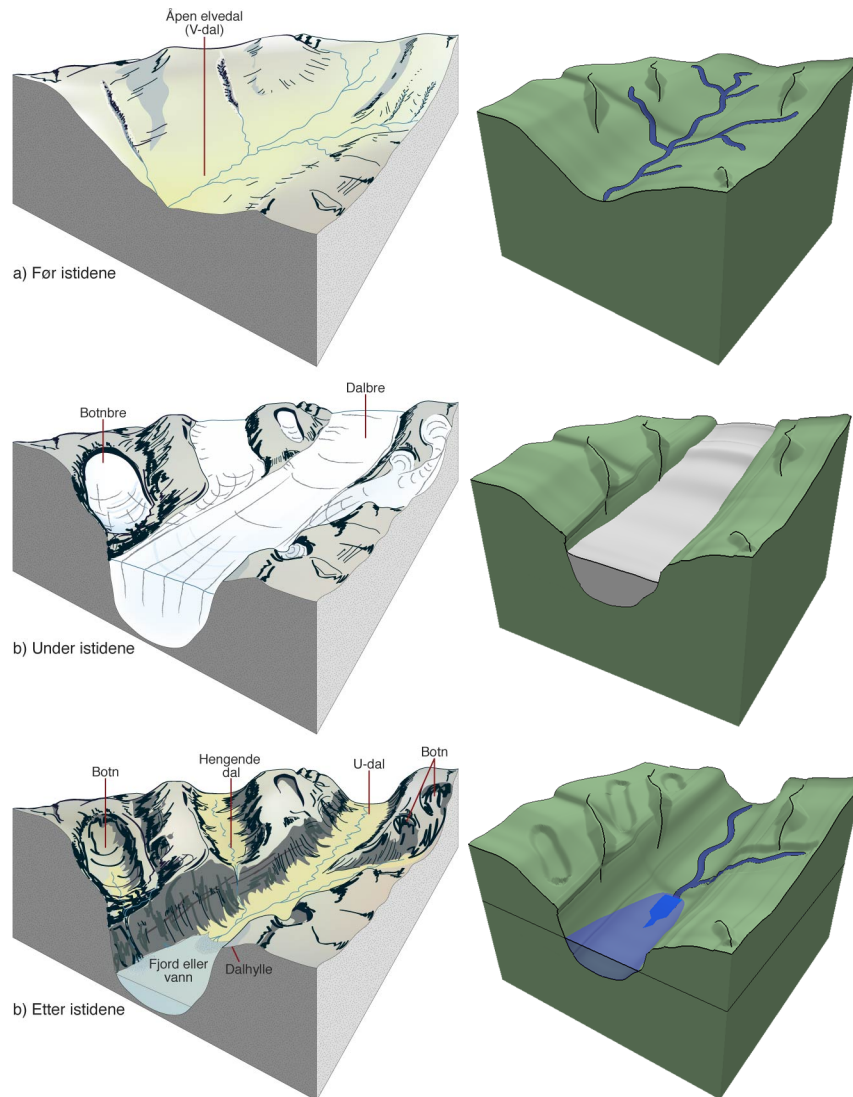 Åpen elvedal
(V-dal)
a) Før istidene
Dalbre
Botnbre
b) Under istidene
Botn
Hengende
dal
U-dal
Botn
Fjord eller
vann
Dalhylle
b) Etter istidene